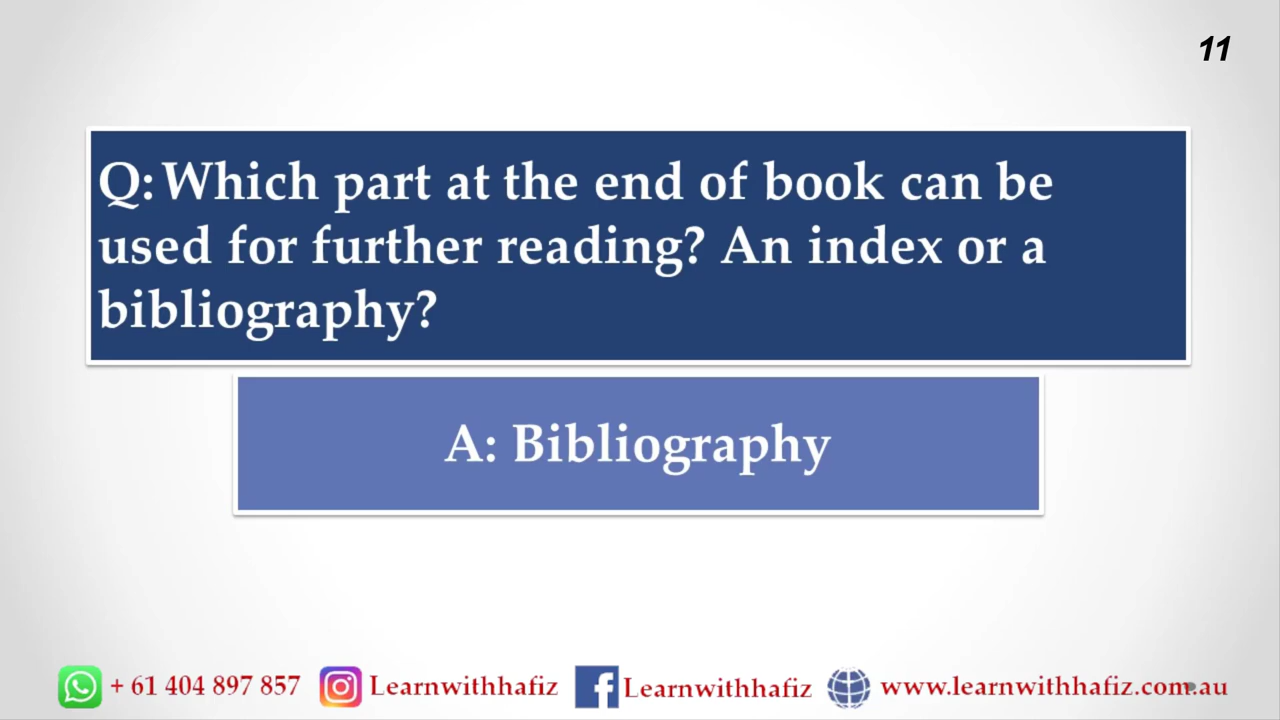 11
Q: Which part at the end of book can be
used for further reading? An index or a
bibliography?
A: Bibliography
+ 61 404 897 857 Learnwithhafiz Learnwithhafiz www.learnwithhafiz.com.au